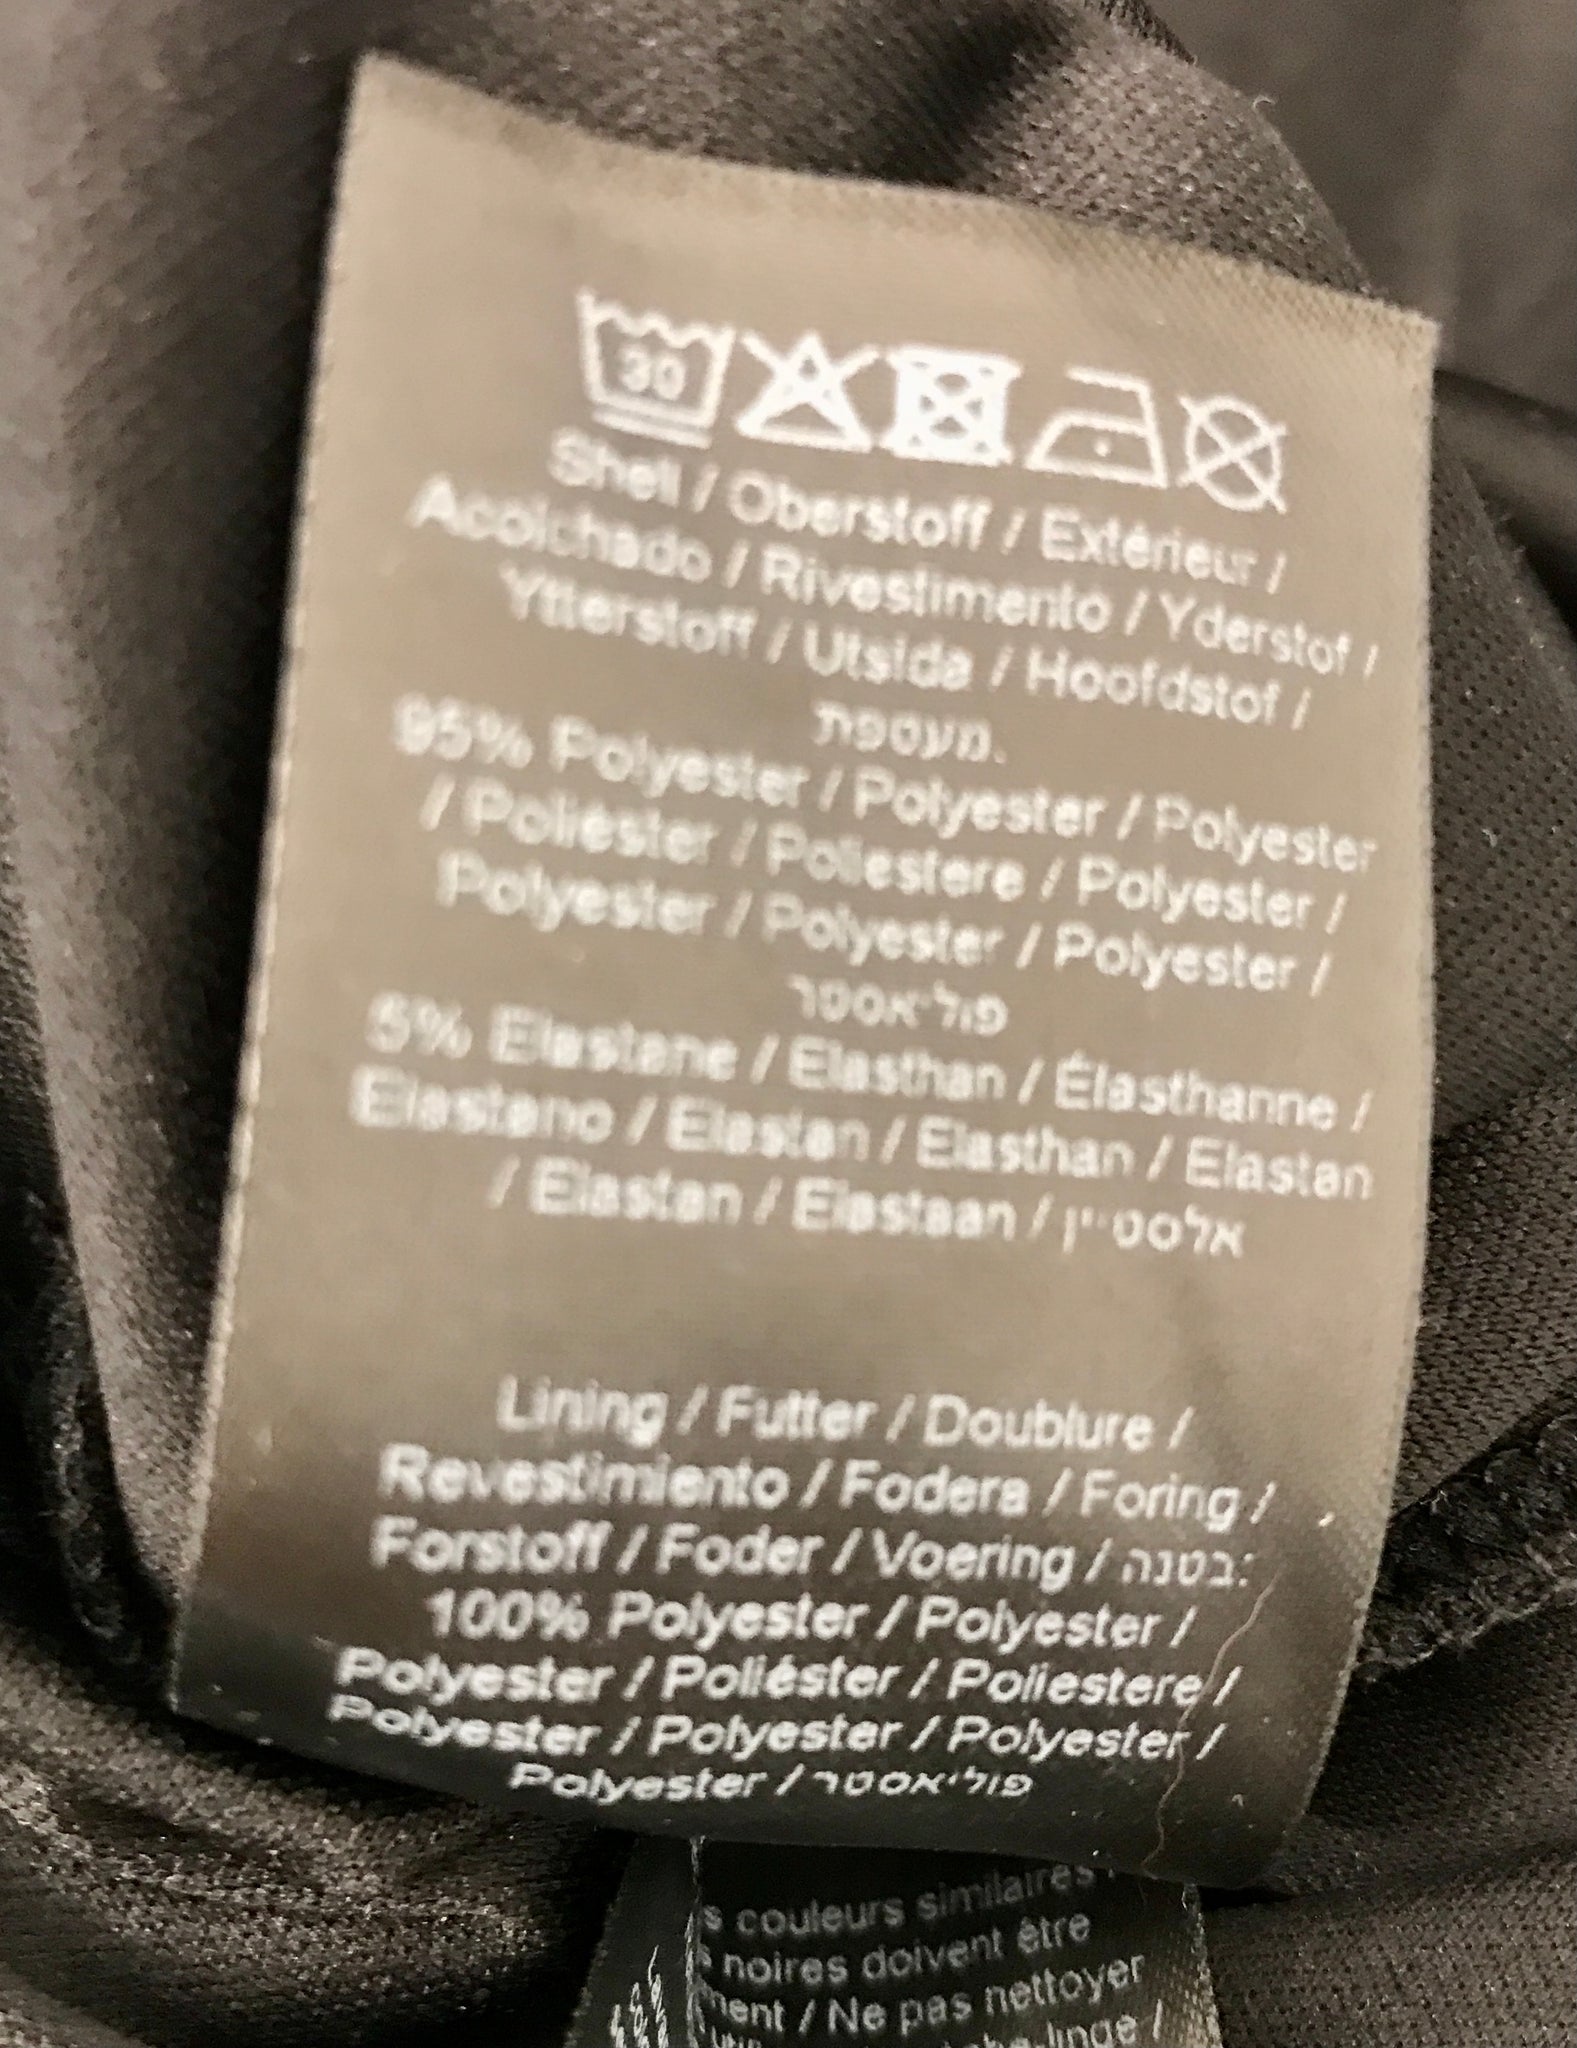 30
Shell / Oberstoff / Extérieur /
Acolchado / Rivestimento / Yderstof /
Ytterstoff / Utsida / Hoofdstof /
מעטפת.
95% Polyester / Polyester / Polyester
/ Poliéster / Poliestere / Polyester /
Polyester / Polyester / Polyester /
פוליאסטר
5% Elastane / Elasthan / Élasthanne /
Elastano / Elastan / Elasthan / Elastan
/ Elastan / Elastaan / אלסטיין
Lining / Futter / Doublure /
Revestimiento / Fodera / Foring /
Forstoff / Foder / Voering / בטנה:
100% Polyester / Polyester /
Polyester / Poliéster / Poliestere /
Polyester / Polyester / Polyester /
Polyester / פוליאסטר
s couleurs similaires
noires doivent être
ment / Ne pas nettoyer